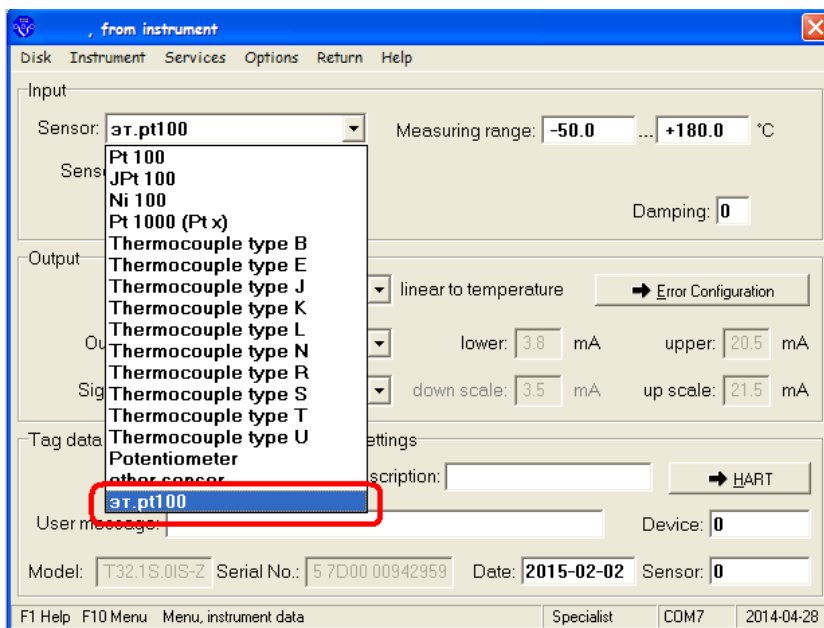 , from instrument
Disk Instrument Services Options Return Help
Input
Sensor: эт.pt100 Measuring range: -50.0 ... +180.0 °C
Pt 100
JPt 100
Ni 100
Pt 1000 (Pt x)
Damping: 0
Thermocouple type B
Thermocouple type E
Thermocouple type J
Thermocouple type K
Thermocouple type L
Thermocouple type N
Thermocouple type R
Thermocouple type S
Thermocouple type T
Thermocouple type U
Potentiometer
other sensor
эт.pt100
Output
linear to temperature Error Configuration
lower: 3.8 mA upper: 20.5 mA
down scale: 3.5 mA up scale: 21.5 mA
Tag data
HART
User message: Device: 0
Model: T32.1S.0IS-Z Serial No.: 5 7D00 00942959 Date: 2015-02-02 Sensor: 0
F1 Help F10 Menu Menu, instrument data Specialist COM7 2014-04-28